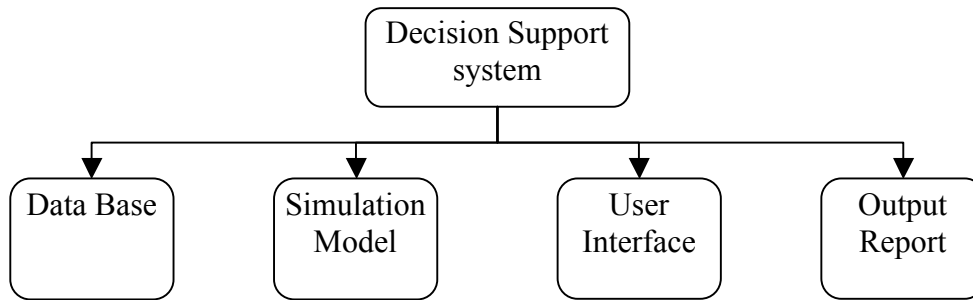 Decision Support
system
Data Base
Simulation
Model
User
Interface
Output
Report